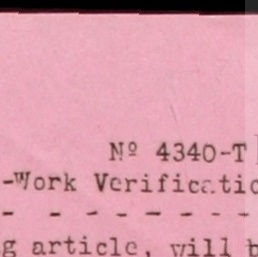 Nº 4340-T
-Work Verificatio
- - - - - - - -
g article, will b